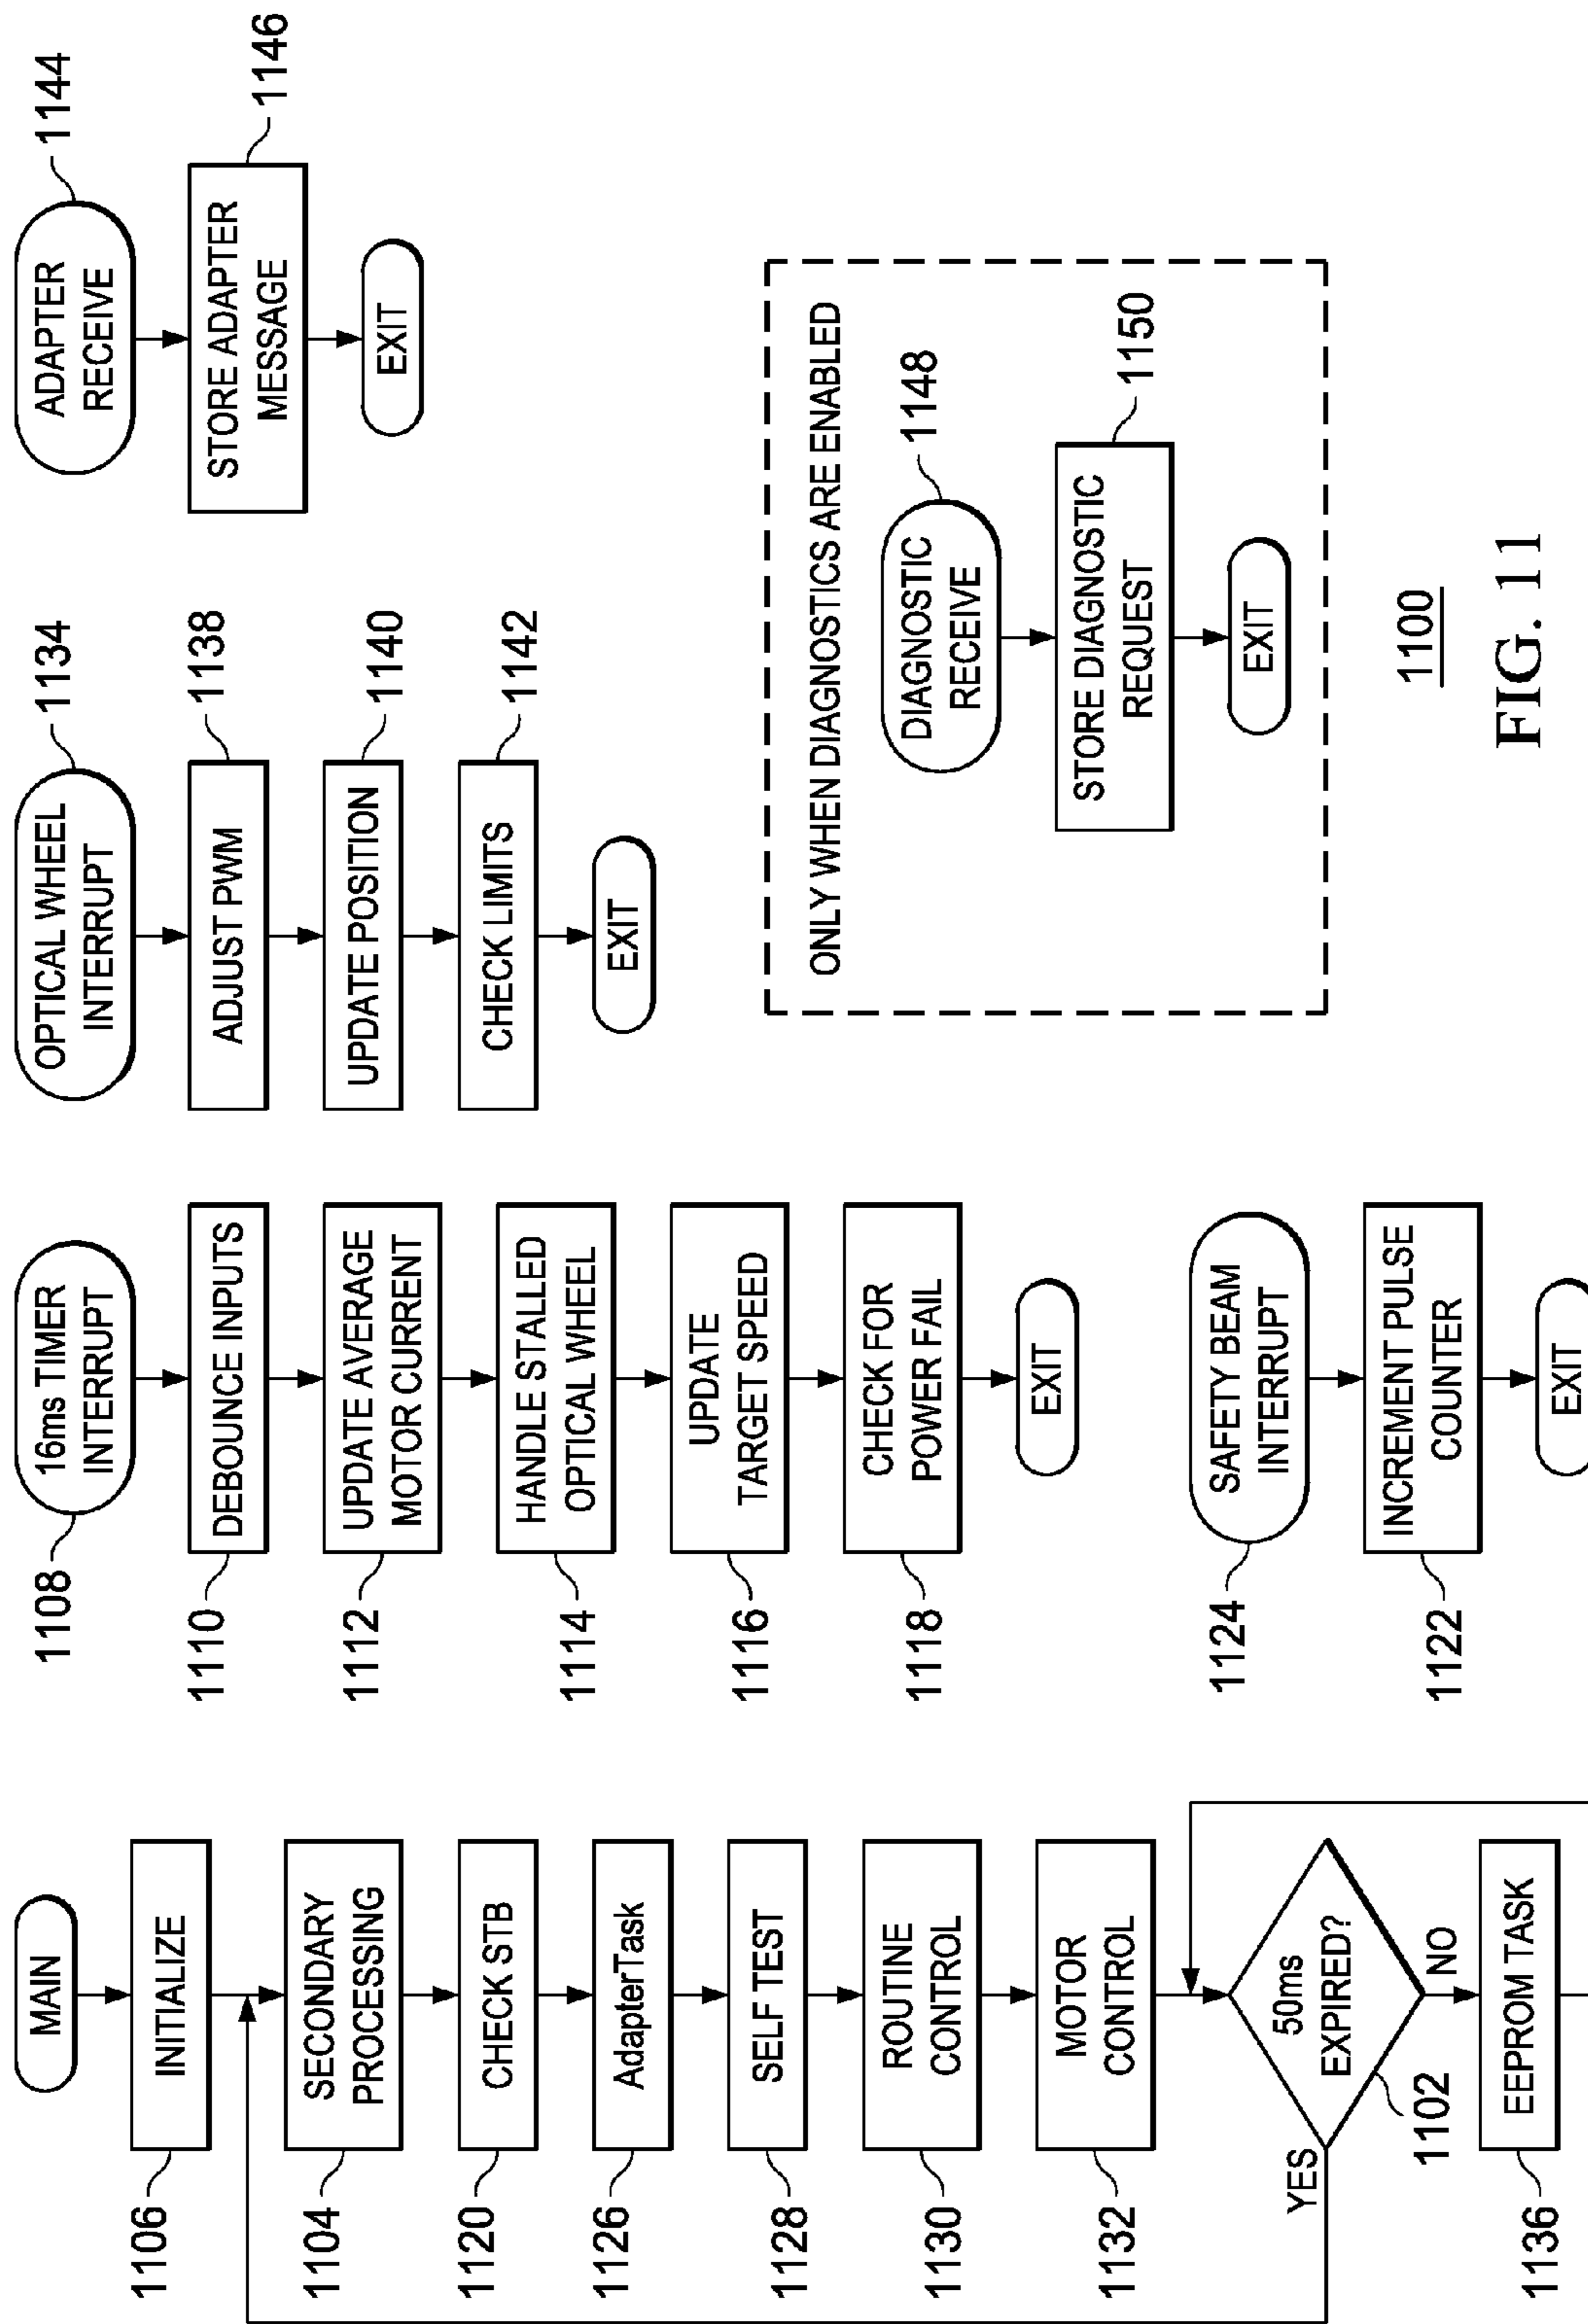 MAIN
INITIALIZE
1106
SECONDARY
PROCESSING
1104
CHECK STB
1120
AdapterTask
1126
SELF TEST
1128
ROUTINE
CONTROL
1130
MOTOR
CONTROL
1132
50ms
EXPIRED?
1102
YES
NO
EEPROM TASK
1136
16ms TIMER
INTERRUPT
1108
DEBOUNCE INPUTS
1110
UPDATE AVERAGE
MOTOR CURRENT
1112
HANDLE STALLED
OPTICAL WHEEL
1114
UPDATE
TARGET SPEED
1116
CHECK FOR
POWER FAIL
1118
EXIT
SAFETY BEAM
INTERRUPT
1124
INCREMENT PULSE
COUNTER
1122
EXIT
OPTICAL WHEEL
INTERRUPT
1134
ADJUST PWM
1138
UPDATE POSITION
1140
CHECK LIMITS
1142
EXIT
ADAPTER
RECEIVE
1144
STORE ADAPTER
MESSAGE
1146
EXIT
ONLY WHEN DIAGNOSTICS ARE ENABLED
DIAGNOSTIC
RECEIVE
1148
STORE DIAGNOSTIC
REQUEST
1150
EXIT
1100
FIG. 11